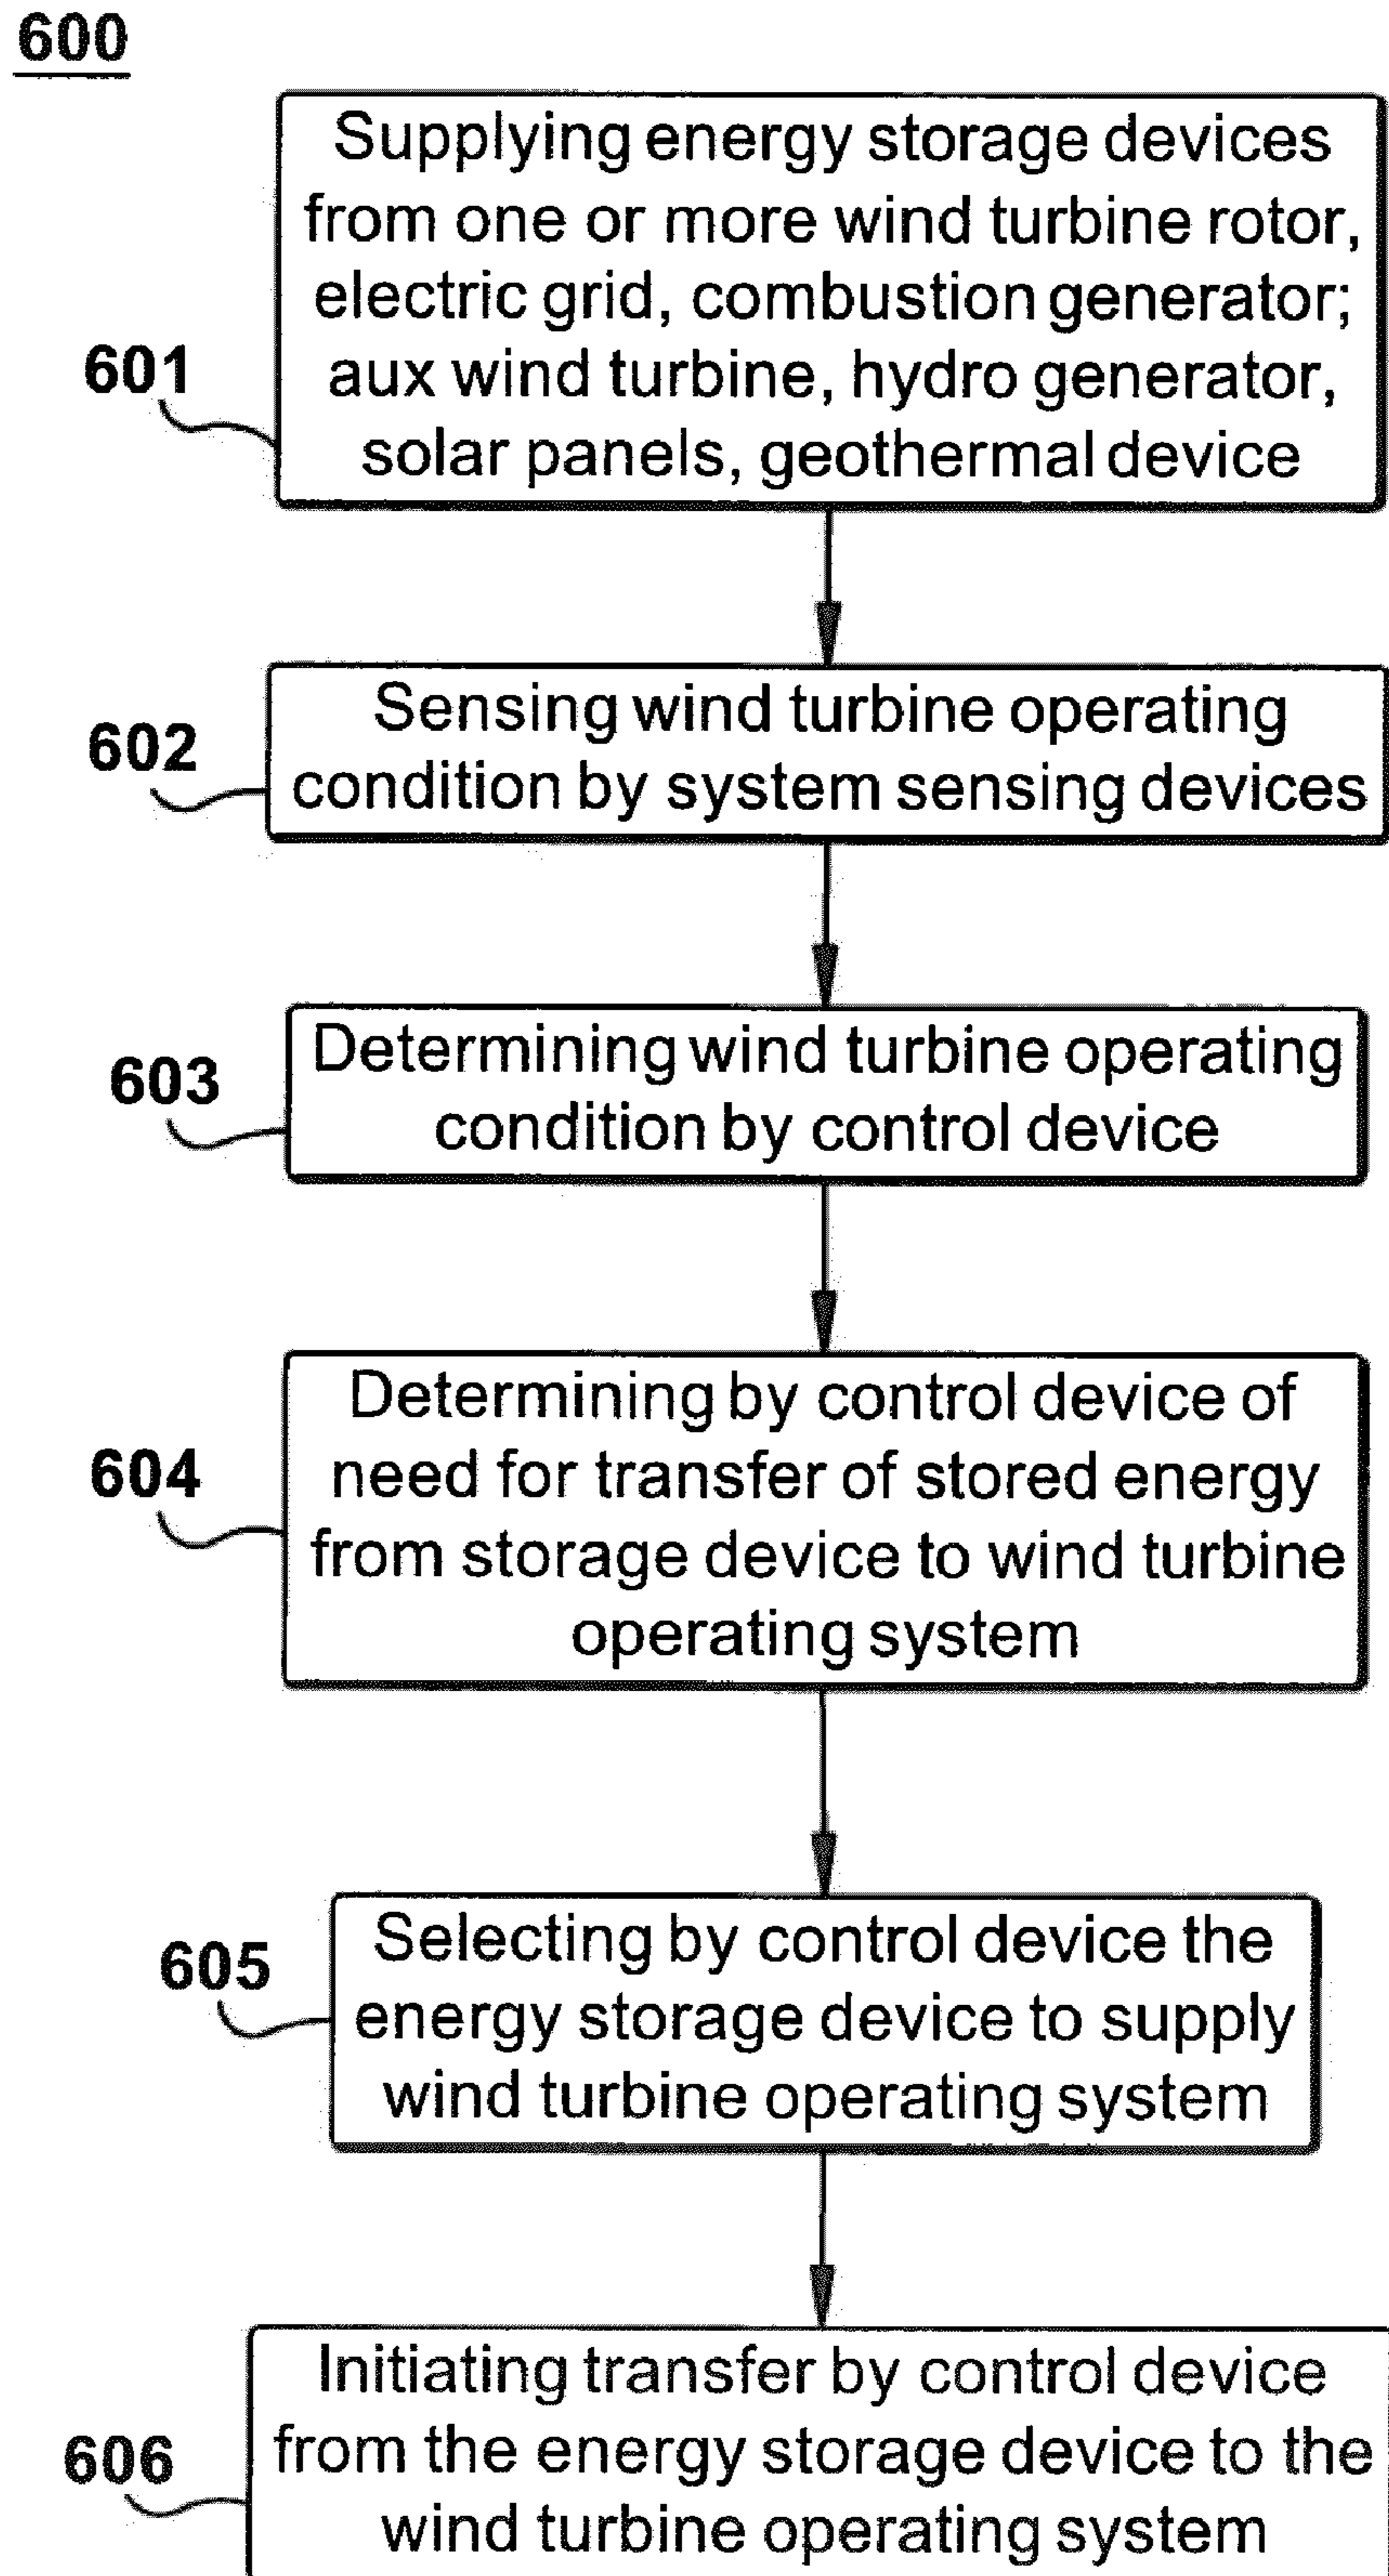 600
Supplying energy storage devices
from one or more wind turbine rotor,
electric grid, combustion generator;
aux wind turbine, hydro generator,
solar panels, geothermal device
601
Sensing wind turbine operating
condition by system sensing devices
602
Determining wind turbine operating
condition by control device
603
Determining by control device of
need for transfer of stored energy
from storage device to wind turbine
operating system
604
Selecting by control device the
energy storage device to supply
wind turbine operating system
605
Initiating transfer by control device
from the energy storage device to the
wind turbine operating system
606